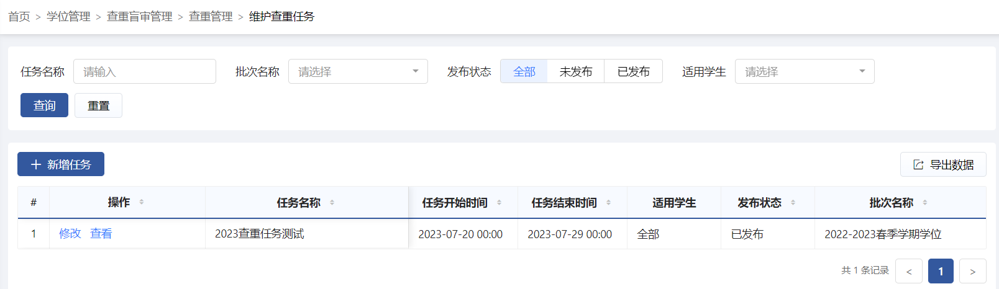 首页 > 学位管理 > 查重盲审管理 > 查重管理 > 维护查重任务
任务名称 请输入 批次名称 请选择 发布状态 全部 未发布 已发布 适用学生 请选择
查询 重置
新增任务 导出数据
# 操作 任务名称 任务开始时间 任务结束时间 适用学生 发布状态 批次名称
1 修改 查看 2023查重任务测试 2023-07-20 00:00 2023-07-29 00:00 全部 已发布 2022-2023春季学期学位
共 1 条记录 < 1 >